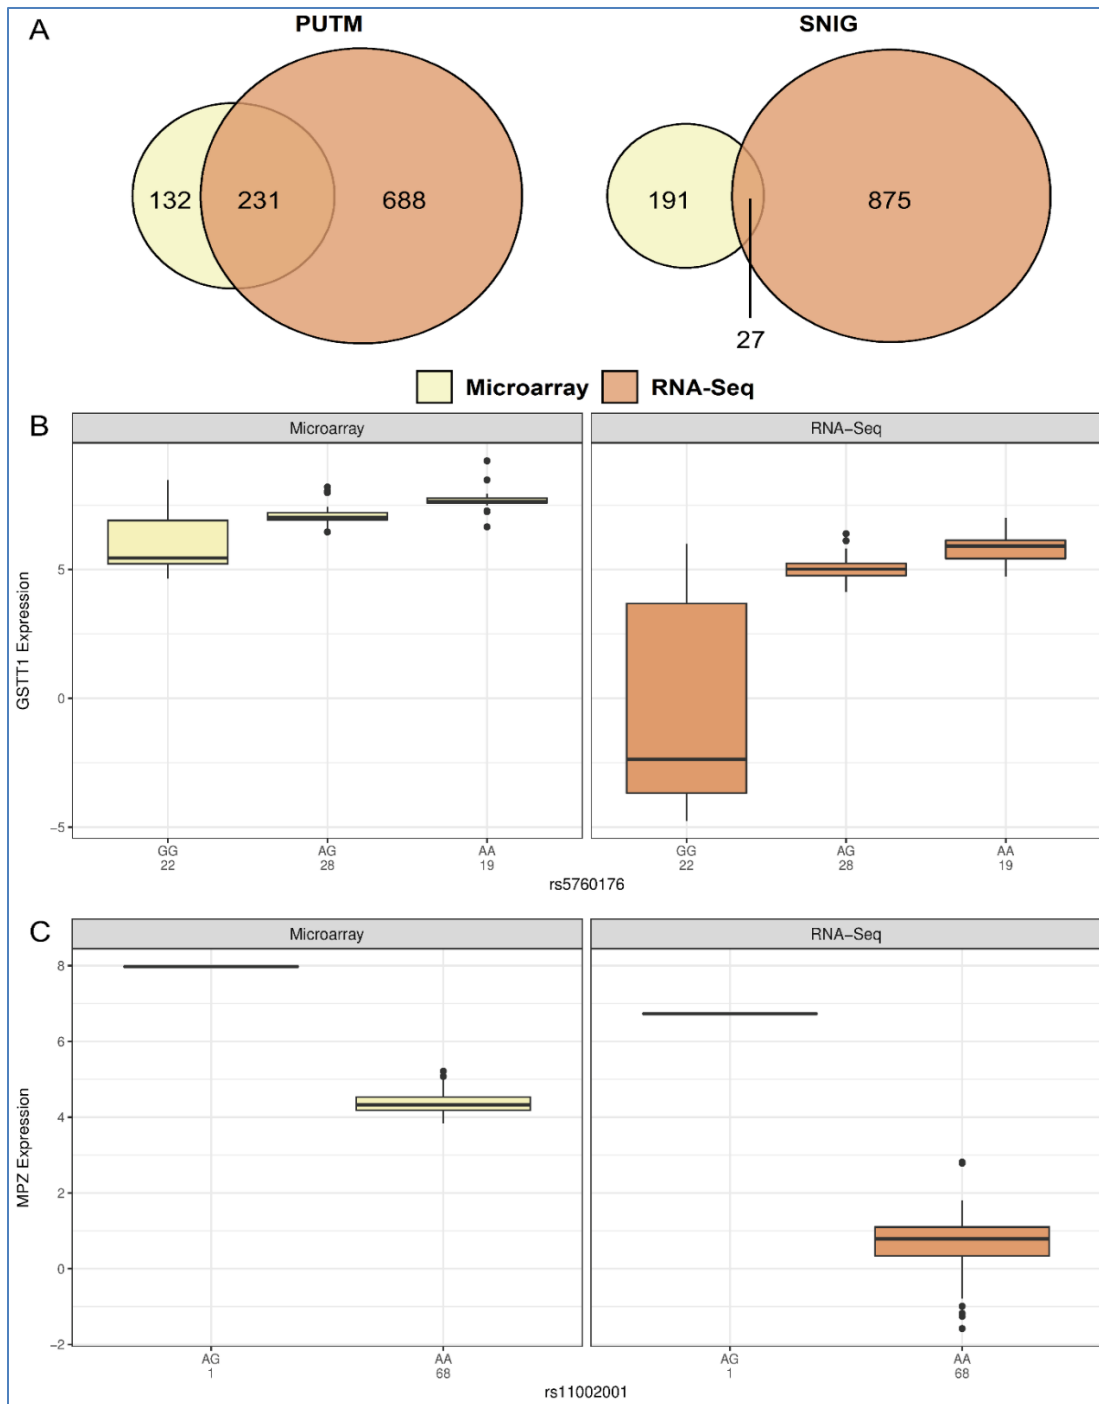 A PUTM SNIG
132 231 688 191 875
27
Microarray RNA-Seq
B
Microarray RNA-Seq
GSTT1 Expression
5
0
-5
GG AG AA GG AG AA
22 28 19 22 28 19
rs5760176
C
Microarray RNA-Seq
MPZ Expression
8
6
4
2
0
-2
AG AA AG AA
1 68 1 68
rs11002001